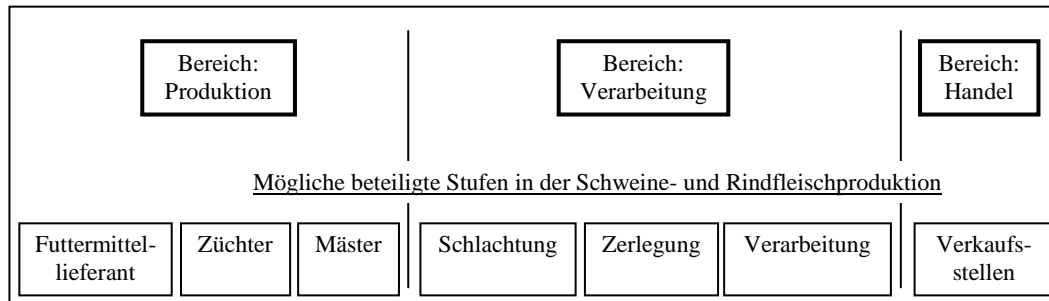 Bereich:
Produktion
Bereich:
Verarbeitung
Bereich:
Handel
Mögliche beteiligte Stufen in der Schweine- und Rindfleischproduktion
Futtermittel-
lieferant
Züchter
Mäster
Schlachtung
Zerlegung
Verarbeitung
Verkaufs-
stellen